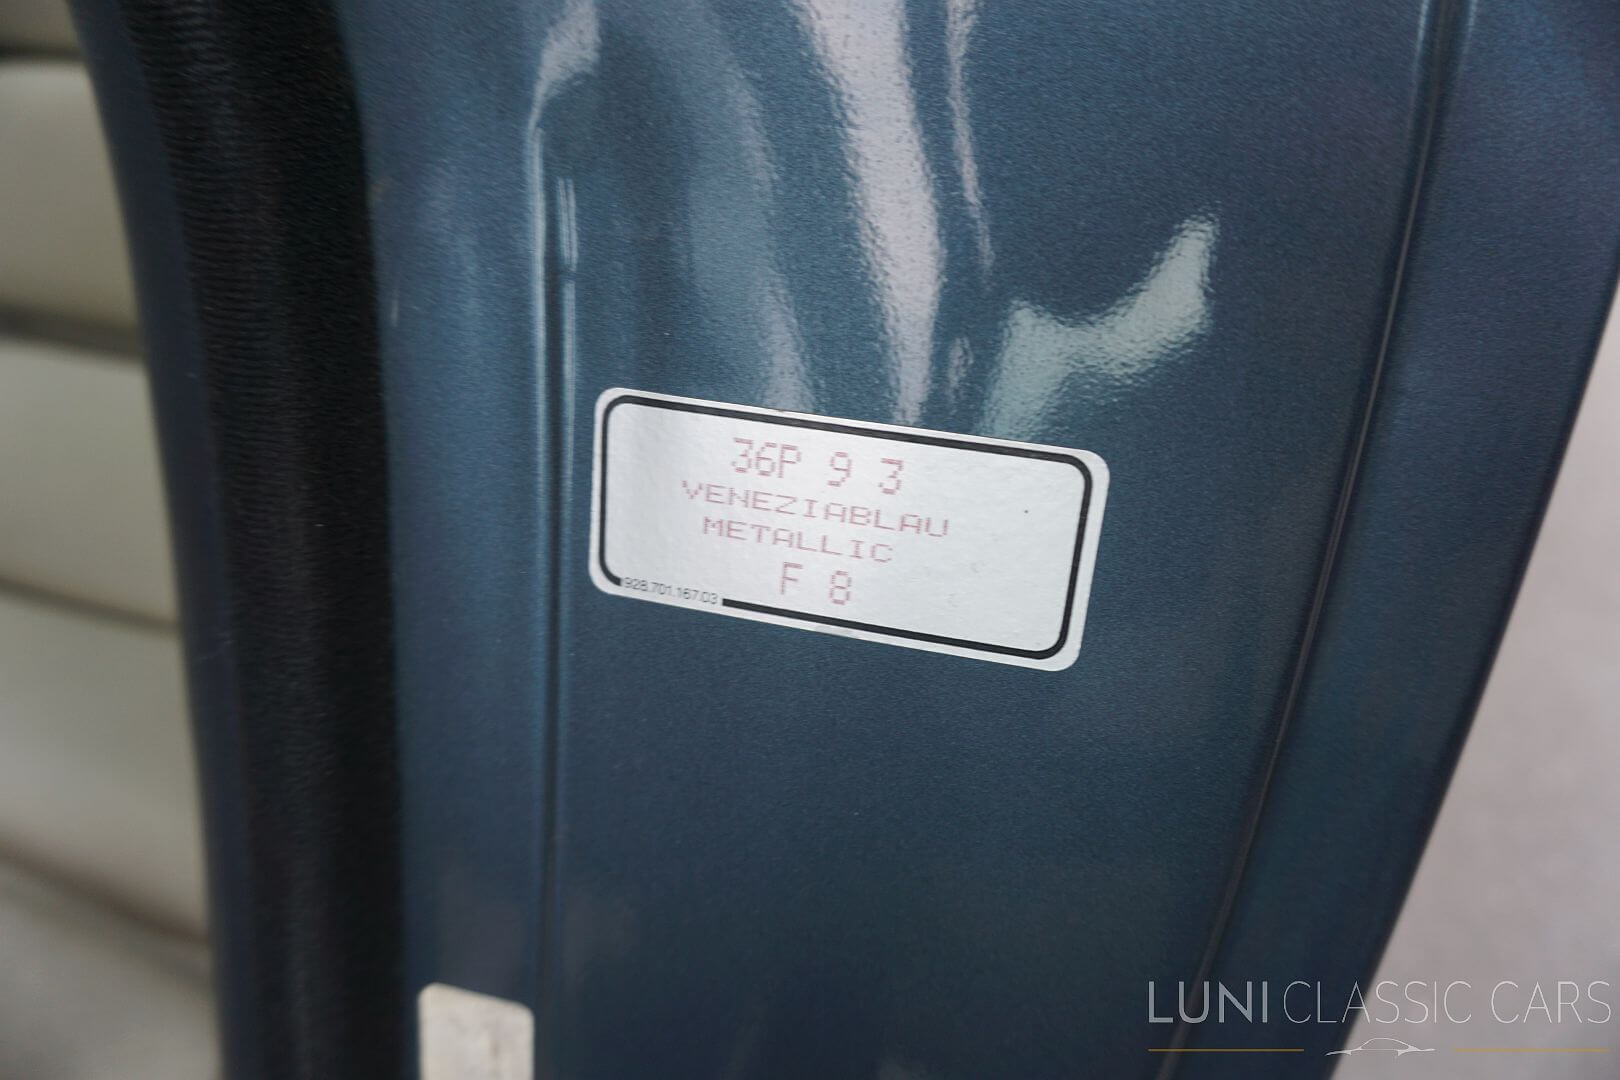 36P 9 3
VENEZIABLAU
METALLIC
F 8
928.701.167.03
LUNI CLASSIC CARS